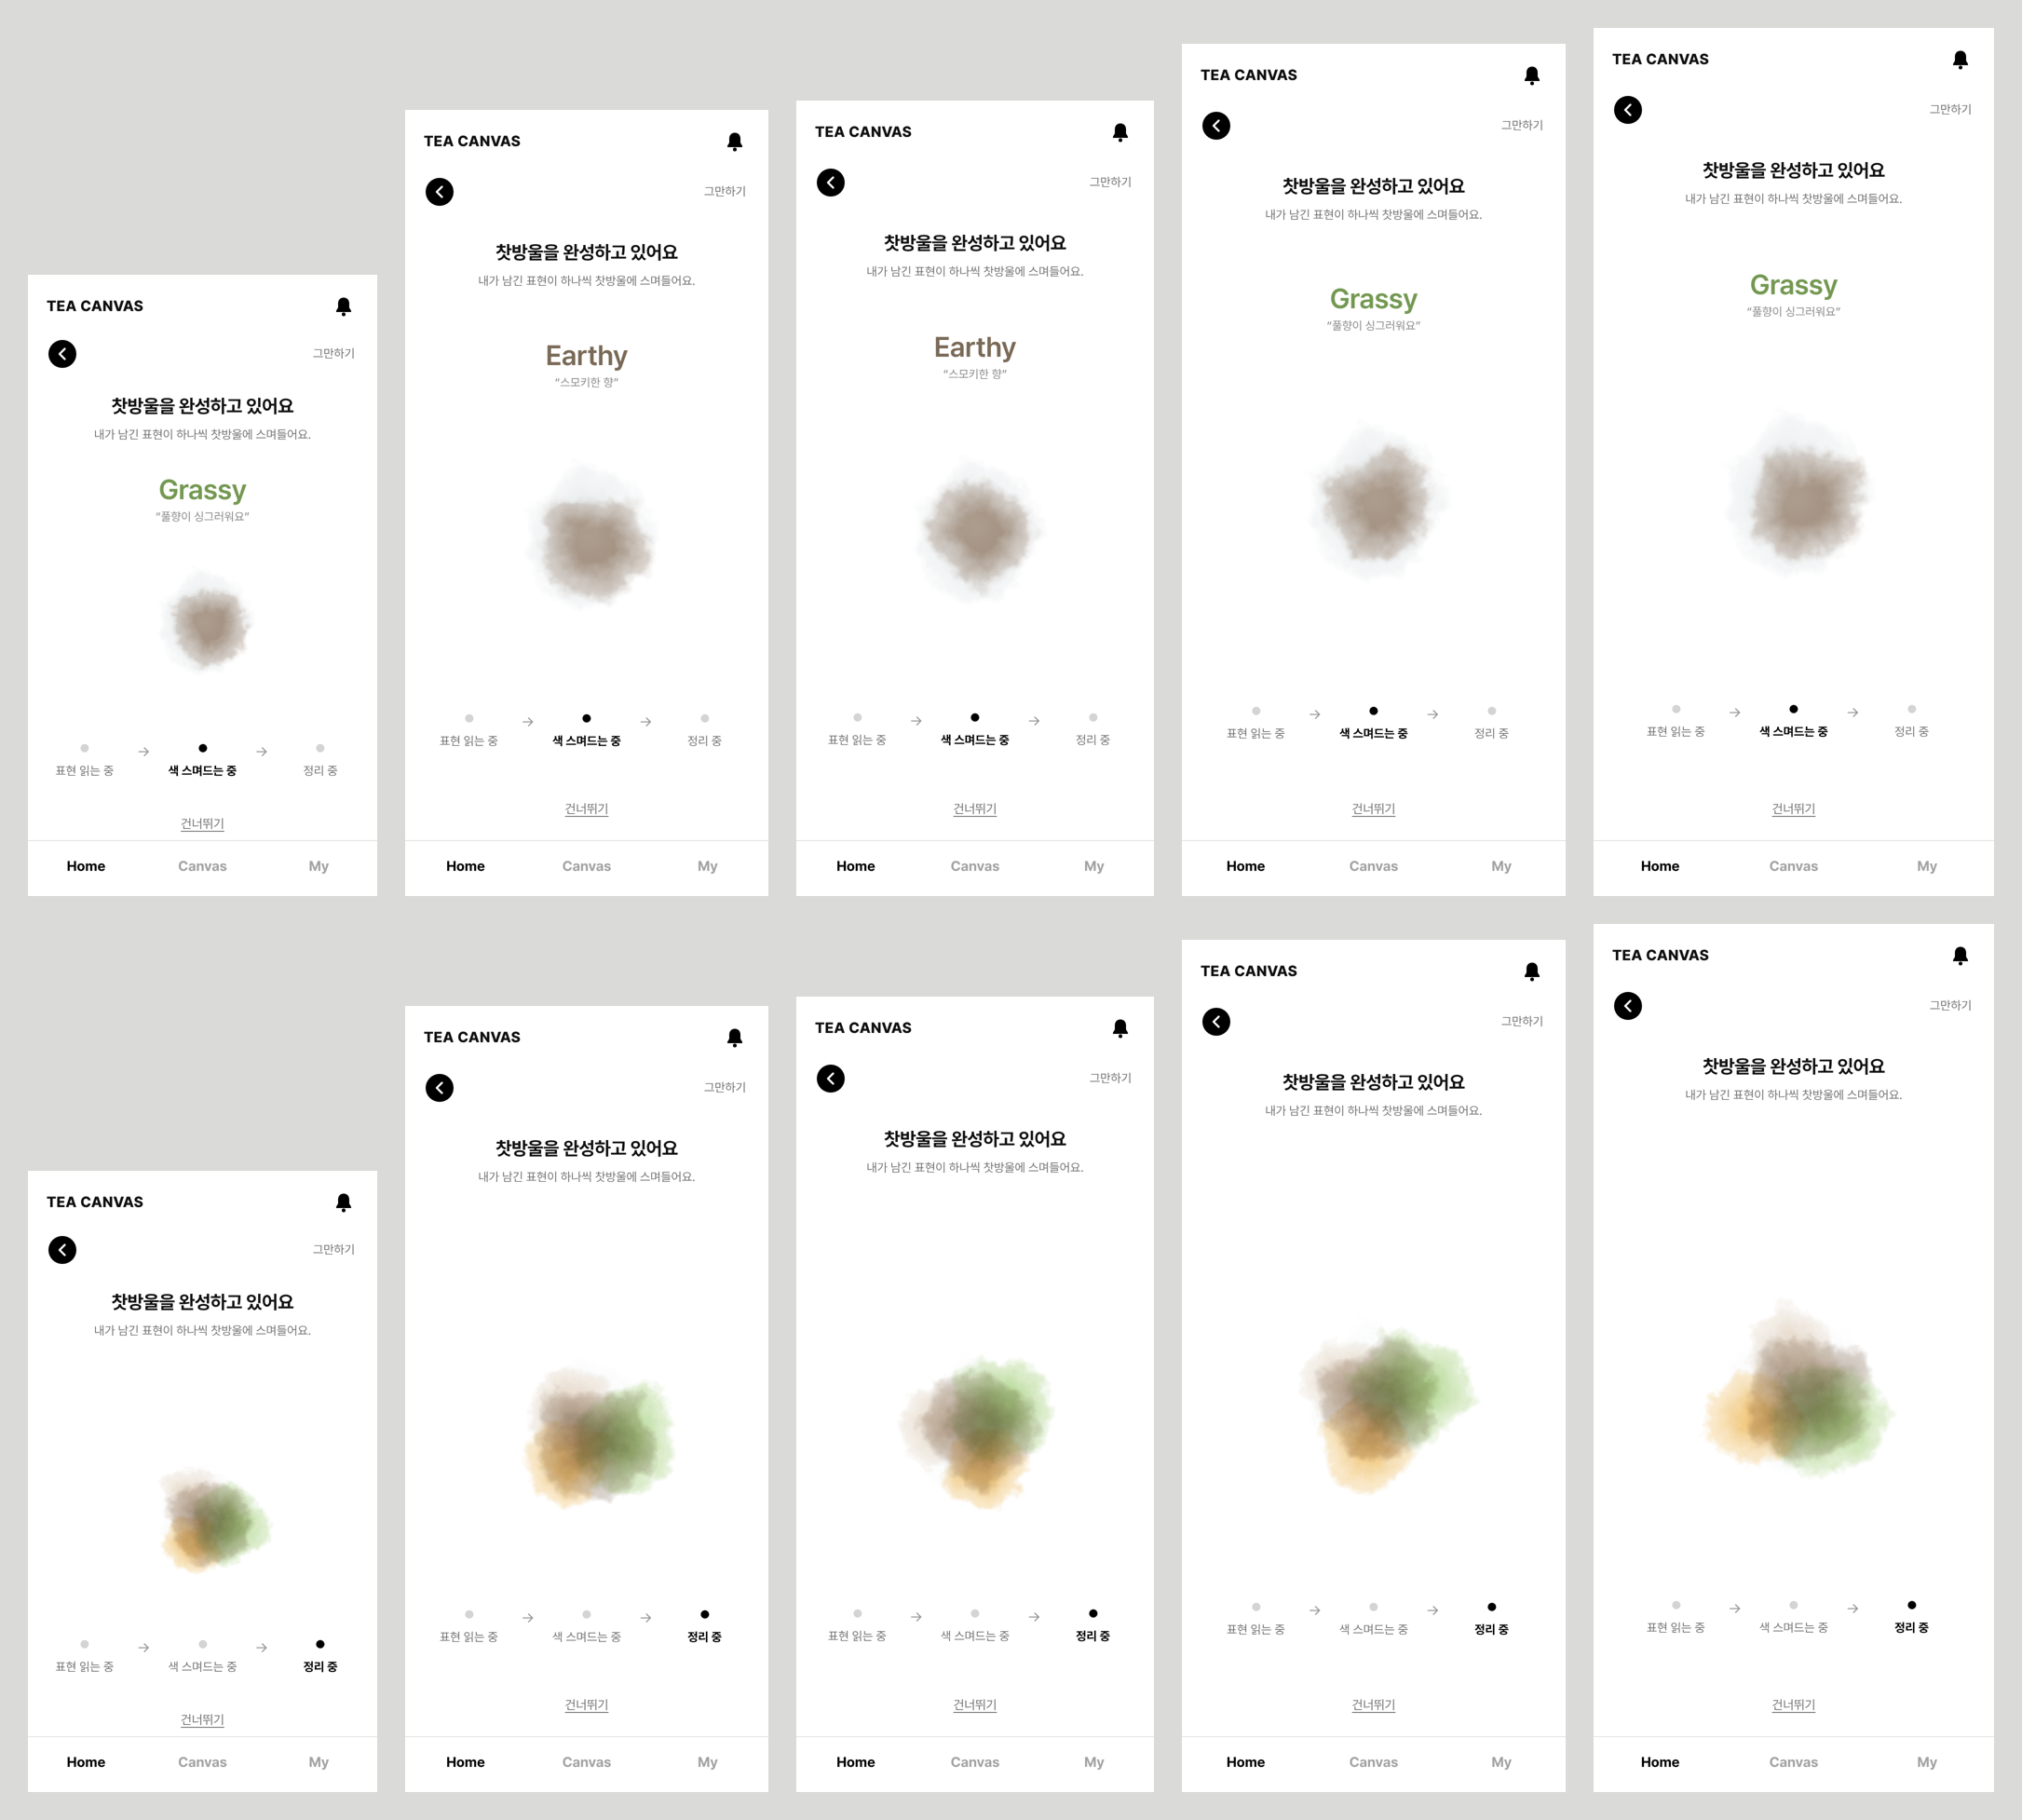 TEA CANVAS
그만하기
찻방울을 완성하고 있어요
내가 남긴 표현이 하나씩 찻방울에 스며들어요.
Grassy
“풀향이 싱그러워요”
표현 읽는 중 → 색 스며드는 중 → 정리 중
건너뛰기
Home Canvas My
TEA CANVAS
그만하기
찻방울을 완성하고 있어요
내가 남긴 표현이 하나씩 찻방울에 스며들어요.
Earthy
“스모키한 향”
표현 읽는 중 → 색 스며드는 중 → 정리 중
건너뛰기
Home Canvas My
TEA CANVAS
그만하기
찻방울을 완성하고 있어요
내가 남긴 표현이 하나씩 찻방울에 스며들어요.
Earthy
“스모키한 향”
표현 읽는 중 → 색 스며드는 중 → 정리 중
건너뛰기
Home Canvas My
TEA CANVAS
그만하기
찻방울을 완성하고 있어요
내가 남긴 표현이 하나씩 찻방울에 스며들어요.
Grassy
“풀향이 싱그러워요”
표현 읽는 중 → 색 스며드는 중 → 정리 중
건너뛰기
Home Canvas My
TEA CANVAS
그만하기
찻방울을 완성하고 있어요
내가 남긴 표현이 하나씩 찻방울에 스며들어요.
Grassy
“풀향이 싱그러워요”
표현 읽는 중 → 색 스며드는 중 → 정리 중
건너뛰기
Home Canvas My
TEA CANVAS
그만하기
찻방울을 완성하고 있어요
내가 남긴 표현이 하나씩 찻방울에 스며들어요.
표현 읽는 중 → 색 스며드는 중 → 정리 중
건너뛰기
Home Canvas My
TEA CANVAS
그만하기
찻방울을 완성하고 있어요
내가 남긴 표현이 하나씩 찻방울에 스며들어요.
표현 읽는 중 → 색 스며드는 중 → 정리 중
건너뛰기
Home Canvas My
TEA CANVAS
그만하기
찻방울을 완성하고 있어요
내가 남긴 표현이 하나씩 찻방울에 스며들어요.
표현 읽는 중 → 색 스며드는 중 → 정리 중
건너뛰기
Home Canvas My
TEA CANVAS
그만하기
찻방울을 완성하고 있어요
내가 남긴 표현이 하나씩 찻방울에 스며들어요.
표현 읽는 중 → 색 스며드는 중 → 정리 중
건너뛰기
Home Canvas My
TEA CANVAS
그만하기
찻방울을 완성하고 있어요
내가 남긴 표현이 하나씩 찻방울에 스며들어요.
표현 읽는 중 → 색 스며드는 중 → 정리 중
건너뛰기
Home Canvas My